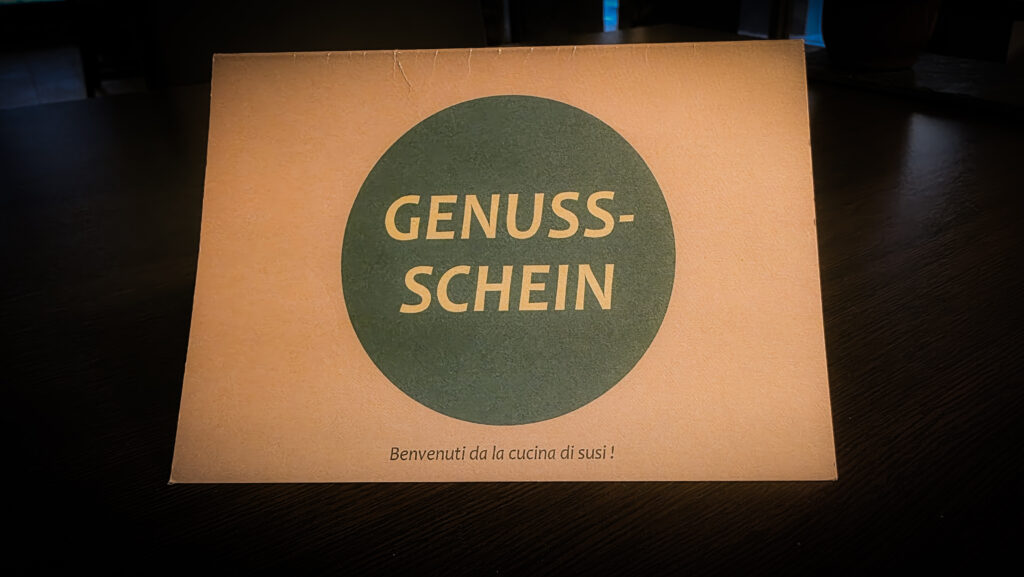 GENUSS-
SCHEIN
Benvenuti da la cucina di susi !